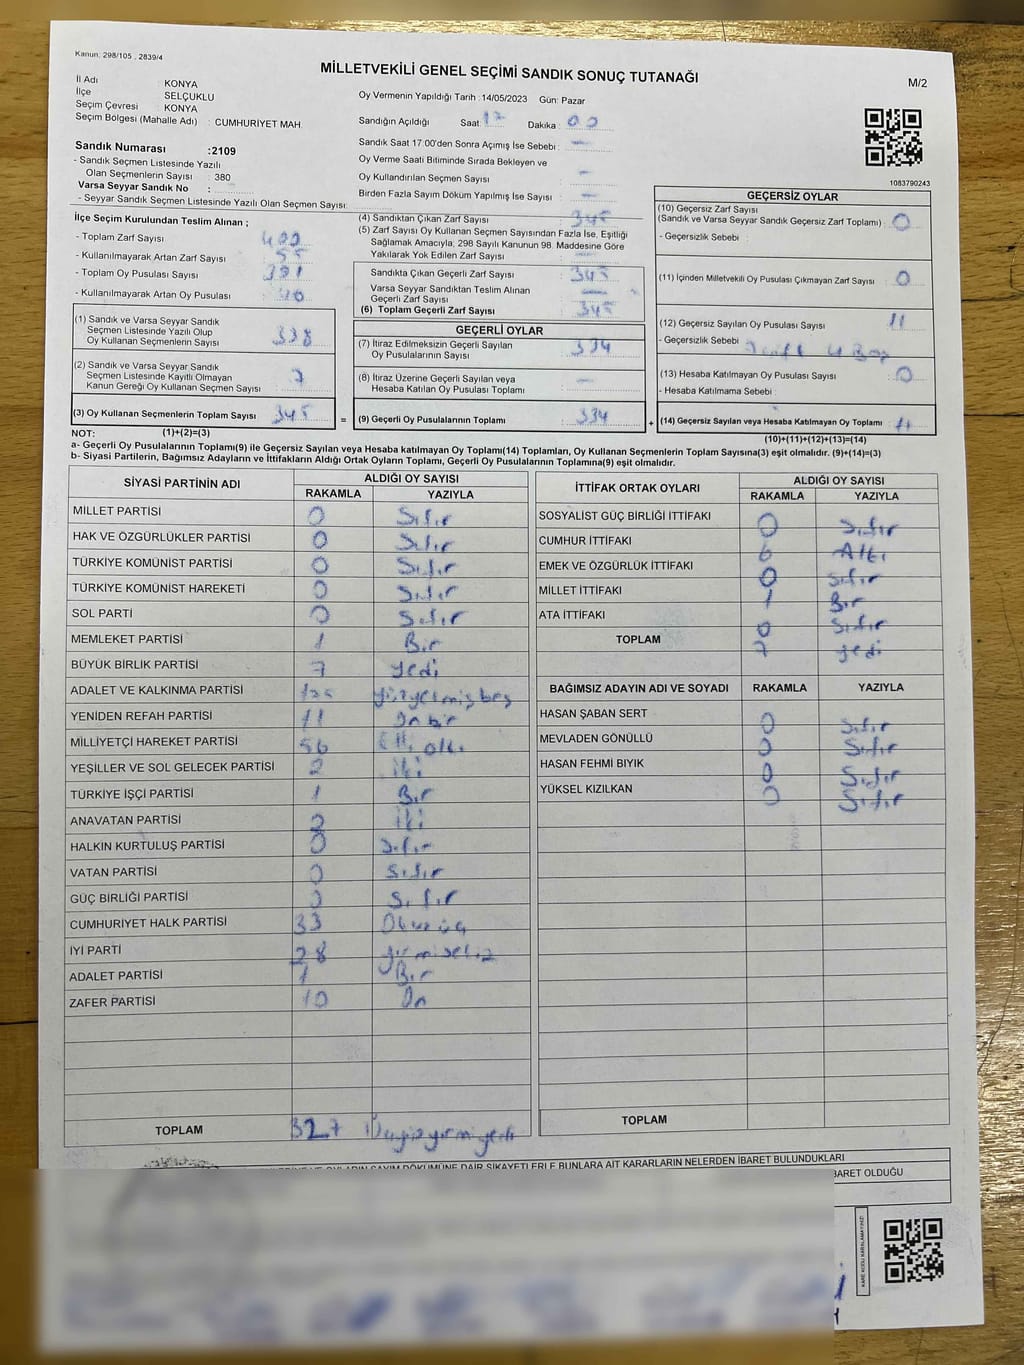 Kanun: 298/105 , 2839/4
MİLLETVEKİLİ GENEL SEÇİMİ SANDIK SONUÇ TUTANAĞI
M/2
İl Adı : KONYA
İlçe : SELÇUKLU
Seçim Çevresi : KONYA
Seçim Bölgesi (Mahalle Adı) : CUMHURİYET MAH.
Sandık Numarası :2109
- Sandık Seçmen Listesinde Yazılı
Olan Seçmenlerin Sayısı : 380
Varsa Seyyar Sandık No :
- Seyyar Sandık Seçmen Listesinde Yazılı Olan Seçmen Sayısı:
Oy Vermenin Yapıldığı Tarih :14/05/2023 Gün: Pazar
Sandığın Açıldığı Saat: 17 Dakika : 00
Sandık Saat 17.00'den Sonra Açımış İse Sebebi : —
Oy Verme Saati Bitiminde Sırada Bekleyen ve
Oy Kullandırılan Seçmen Sayısı : —
Birden Fazla Sayım Döküm Yapılmış İse Sayısı : —
1083790243
İlçe Seçim Kurulundan Teslim Alınan ;
- Toplam Zarf Sayısı : 400
- Kullanılmayarak Artan Zarf Sayısı : 55
- Toplam Oy Pusulası Sayısı : 391
- Kullanılmayarak Artan Oy Pusulası : 46
(1) Sandık ve Varsa Seyyar Sandık
Seçmen Listesinde Yazılı Olup
Oy Kullanan Seçmenlerin Sayısı : 338
(2) Sandık ve Varsa Seyyar Sandık
Seçmen Listesinde Kayıtlı Olmayan
Kanun Gereği Oy Kullanan Seçmen Sayısı : 7
(3) Oy Kullanan Seçmenlerin Toplam Sayısı : 345
(4) Sandıktan Çıkan Zarf Sayısı : 345
(5) Zarf Sayısı Oy Kullanan Seçmen Sayısından Fazla İse, Eşitliği
Sağlamak Amacıyla; 298 Sayılı Kanunun 98. Maddesine Göre
Yakılarak Yok Edilen Zarf Sayısı : —
Sandıkta Çıkan Geçerli Zarf Sayısı : 345
Varsa Seyyar Sandıktan Teslim Alınan
Geçerli Zarf Sayısı : —
(6) Toplam Geçerli Zarf Sayısı : 345
GEÇERLİ OYLAR
(7) İtiraz Edilmeksizin Geçerli Sayılan
Oy Pusulalarının Sayısı : 334
(8) İtiraz Üzerine Geçerli Sayılan veya
Hesaba Katılan Oy Pusulası Toplamı : —
= (9) Geçerli Oy Pusulalarının Toplamı : 334
GEÇERSİZ OYLAR
(10) Geçersiz Zarf Sayısı
(Sandık ve Varsa Seyyar Sandık Geçersiz Zarf Toplamı) : 0
- Geçersizlik Sebebi :
(11) İçinden Milletvekili Oy Pusulası Çıkmayan Zarf Sayısı : 0
(12) Geçersiz Sayılan Oy Pusulası Sayısı : 11
- Geçersizlik Sebebi :
(13) Hesaba Katılmayan Oy Pusulası Sayısı : 0
- Hesaba Katılmama Sebebi :
+ (14) Geçersiz Sayılan veya Hesaba Katılmayan Oy Toplamı : 11
NOT: (1)+(2)=(3)
(10)+(11)+(12)+(13)=(14)
a- Geçerli Oy Pusulalarının Toplamı(9) ile Geçersiz Sayılan veya Hesaba katılmayan Oy Toplamı(14) Toplamları, Oy Kullanan Seçmenlerin Toplam Sayısına(3) eşit olmalıdır. (9)+(14)=(3)
b- Siyasi Partilerin, Bağımsız Adayların ve İttifakların Aldığı Ortak Oyların Toplamı, Geçerli Oy Pusulalarının Toplamına(9) eşit olmalıdır.
SİYASİ PARTİNİN ADI ALDIĞI OY SAYISI
RAKAMLA YAZIYLA
MİLLET PARTİSİ 0 Sıfır
HAK VE ÖZGÜRLÜKLER PARTİSİ 0 Sıfır
TÜRKİYE KOMÜNİST PARTİSİ 0 Sıfır
TÜRKİYE KOMÜNİST HAREKETİ 0 Sıfır
SOL PARTİ 0 Sıfır
MEMLEKET PARTİSİ 1 Bir
BÜYÜK BİRLİK PARTİSİ 7 yedi
ADALET VE KALKINMA PARTİSİ 175 yüzyetmişbeş
YENİDEN REFAH PARTİSİ 11 Onbir
MİLLİYETÇİ HAREKET PARTİSİ 56 Elli altı
YEŞİLLER VE SOL GELECEK PARTİSİ 2 iki
TÜRKİYE İŞÇİ PARTİSİ 1 Bir
ANAVATAN PARTİSİ 2 iki
HALKIN KURTULUŞ PARTİSİ 0 Sıfır
VATAN PARTİSİ 0 Sıfır
GÜÇ BİRLİĞİ PARTİSİ 0 Sıfır
CUMHURİYET HALK PARTİSİ 33 Otuzüç
İYİ PARTİ 28 yirmisekiz
ADALET PARTİSİ 1 Bir
ZAFER PARTİSİ 10 On
TOPLAM 327 Üçyüzyirmiyedi
İTTİFAK ORTAK OYLARI ALDIĞI OY SAYISI
RAKAMLA YAZIYLA
SOSYALİST GÜÇ BİRLİĞİ İTTİFAKI 0 Sıfır
CUMHUR İTTİFAKI 6 Altı
EMEK VE ÖZGÜRLÜK İTTİFAKI 0 Sıfır
MİLLET İTTİFAKI 1 Bir
ATA İTTİFAKI 0 Sıfır
TOPLAM 7 yedi
BAĞIMSIZ ADAYIN ADI VE SOYADI RAKAMLA YAZIYLA
HASAN ŞABAN SERT 0 Sıfır
MEVLADEN GÖNÜLLÜ 0 Sıfır
HASAN FEHMİ BIYIK 0 Sıfır
YÜKSEL KIZILKAN 0 Sıfır
TOPLAM
SAYIM DÖKÜMÜNE DAİR ŞİKAYETLERLE BUNLARA AİT KARARLARIN NELERDEN İBARET BULUNDUKLARI
İBARET OLDUĞU
KARE KODU KARALAMAYINIZ!